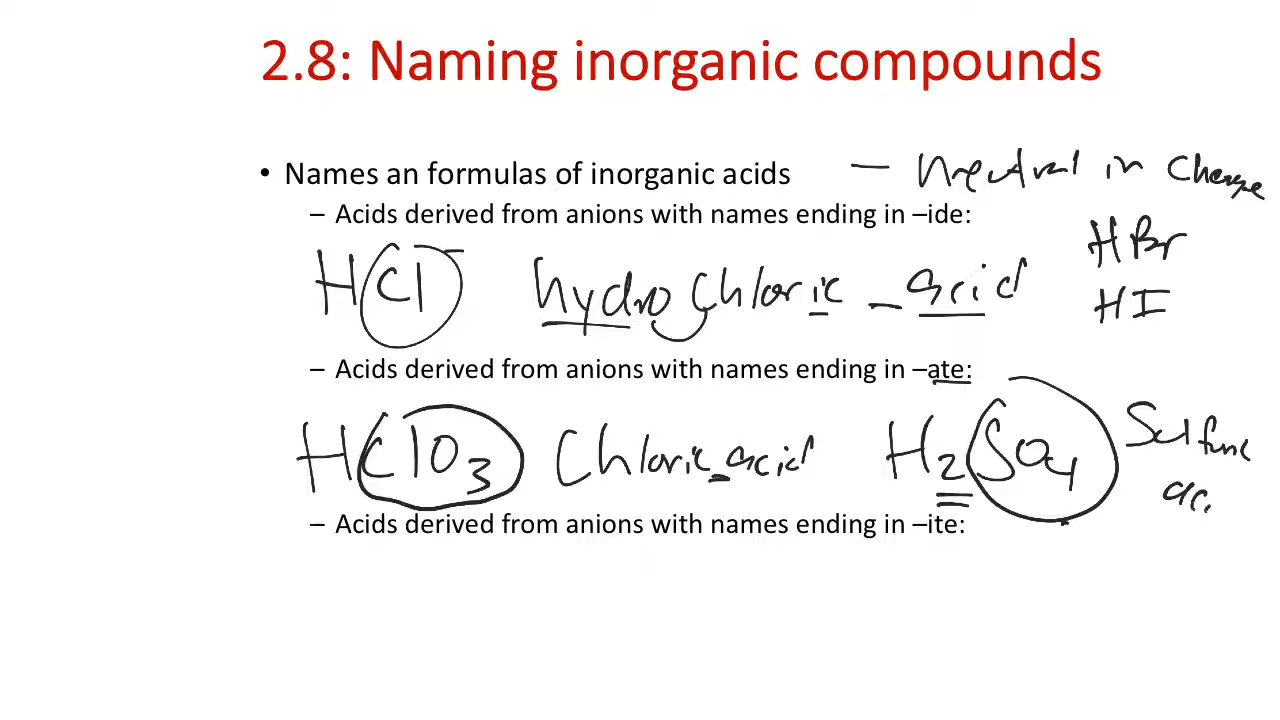 2.8: Naming inorganic compounds
• Names an formulas of inorganic acids — neutral in charge
– Acids derived from anions with names ending in –ide:
HCl⁻ hydrochloric acid HBr
HI
– Acids derived from anions with names ending in –ate:
HClO₃ Chloric acid H₂SO₄ Sulfuric
ac
– Acids derived from anions with names ending in –ite: